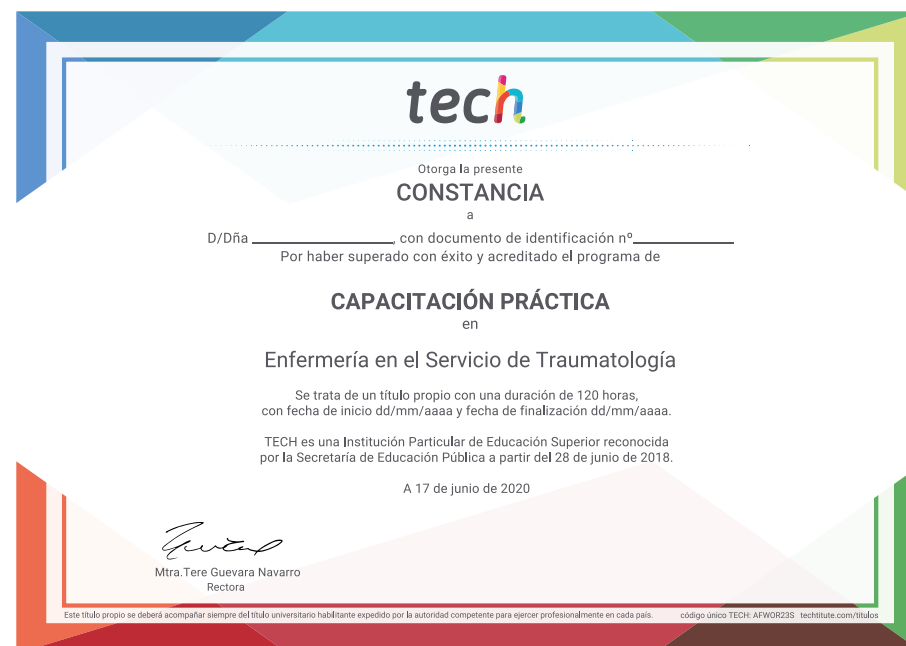 tech
Otorga la presente
CONSTANCIA
a
D/Dña ____________________, con documento de identificación nº______________
Por haber superado con éxito y acreditado el programa de
CAPACITACIÓN PRÁCTICA
en
Enfermería en el Servicio de Traumatología
Se trata de un título propio con una duración de 120 horas,
con fecha de inicio dd/mm/aaaa y fecha de finalización dd/mm/aaaa.
TECH es una Institución Particular de Educación Superior reconocida
por la Secretaría de Educación Pública a partir del 28 de junio de 2018.
A 17 de junio de 2020
Mtra.Tere Guevara Navarro
Rectora
Este título propio se deberá acompañar siempre del título universitario habilitante expedido por la autoridad competente para ejercer profesionalmente en cada país. código único TECH: AFWOR23S techtitute.com/titulos